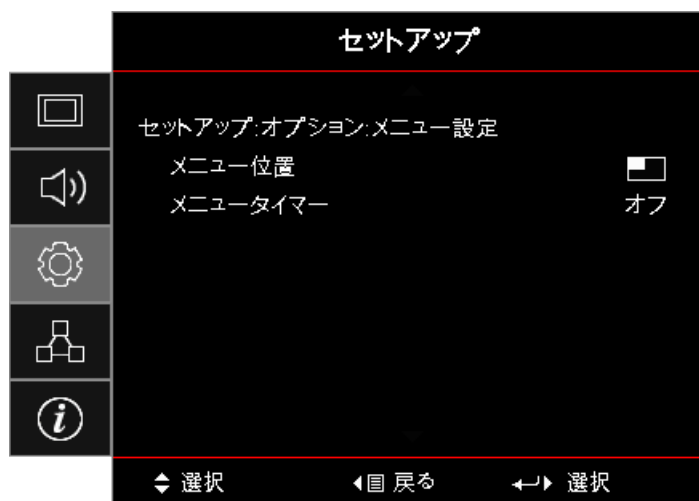 セットアップ
セットアップ:オプション:メニュー設定
メニュー位置
メニュータイマー オフ
選択 戻る 選択